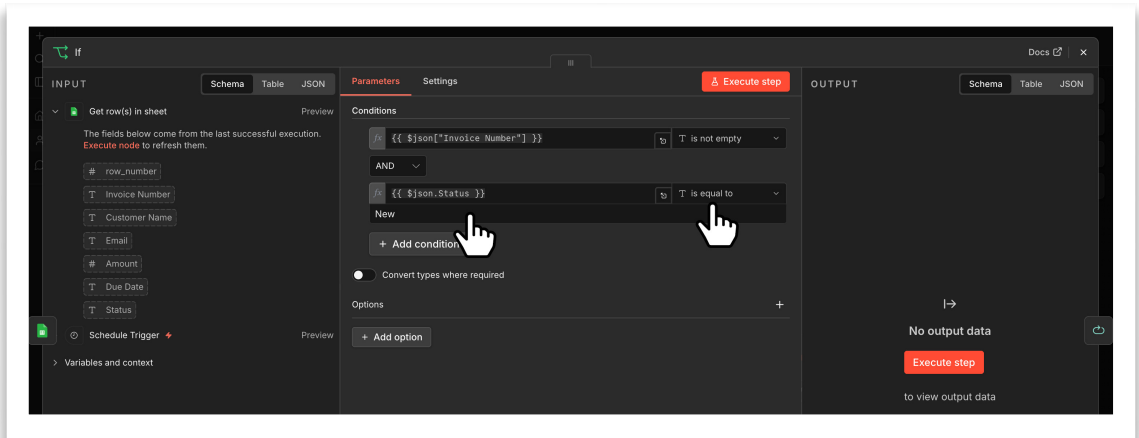 If
Docs
INPUT
Schema Table JSON
Get row(s) in sheet
Preview
The fields below come from the last successful execution.
Execute node to refresh them.
# row_number
T Invoice Number
T Customer Name
T Email
# Amount
T Due Date
T Status
Schedule Trigger
Preview
Variables and context
Parameters Settings
Execute step
Conditions
fx {{ $json["Invoice Number"] }}
T is not empty
AND
fx {{ $json.Status }}
T is equal to
New
+ Add condition
Convert types where required
Options +
+ Add option
OUTPUT
Schema Table JSON
No output data
Execute step
to view output data